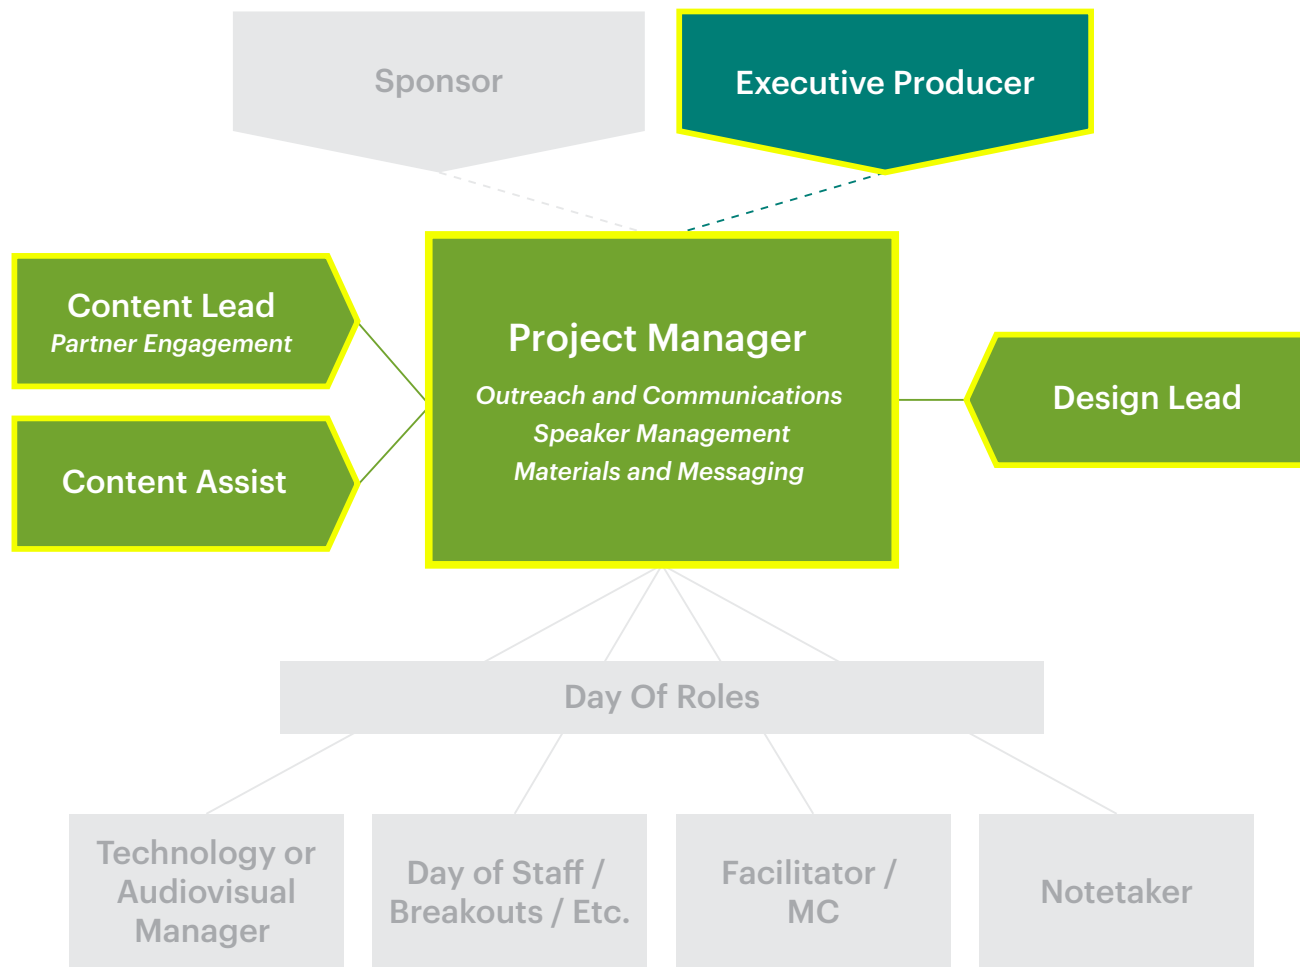 Sponsor
Executive Producer
Content Lead
Partner Engagement
Content Assist
Project Manager
Outreach and Communications
Speaker Management
Materials and Messaging
Design Lead
Day Of Roles
Technology or
Audiovisual
Manager
Day of Staff /
Breakouts / Etc.
Facilitator /
MC
Notetaker